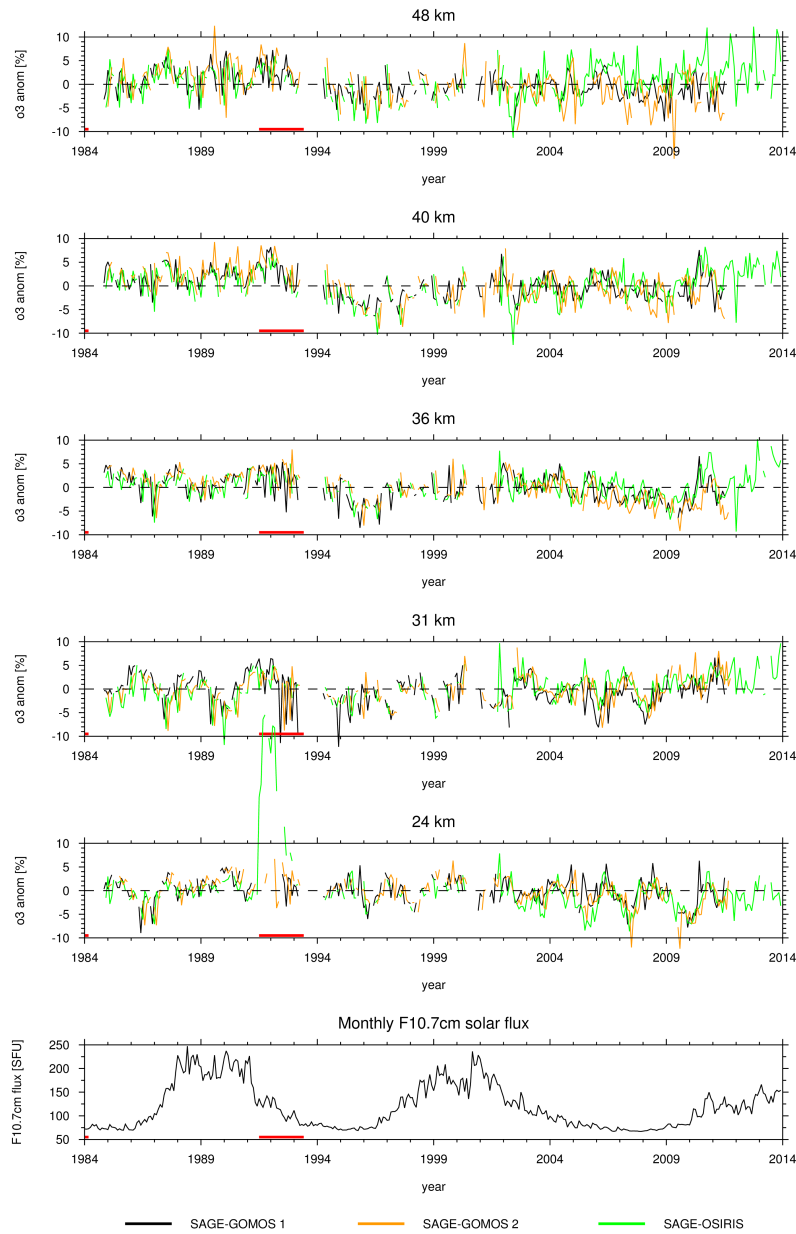 48 km
o3 anom [%]
10
5
0
-5
-10
1984 1989 1994 1999 2004 2009 2014
year
40 km
o3 anom [%]
10
5
0
-5
-10
1984 1989 1994 1999 2004 2009 2014
year
36 km
o3 anom [%]
10
5
0
-5
-10
1984 1989 1994 1999 2004 2009 2014
year
31 km
o3 anom [%]
10
5
0
-5
-10
1984 1989 1994 1999 2004 2009 2014
year
24 km
o3 anom [%]
10
5
0
-5
-10
1984 1989 1994 1999 2004 2009 2014
year
Monthly F10.7cm solar flux
F10.7cm flux [SFU]
250
200
150
100
50
1984 1989 1994 1999 2004 2009 2014
year
SAGE-GOMOS 1 SAGE-GOMOS 2 SAGE-OSIRIS